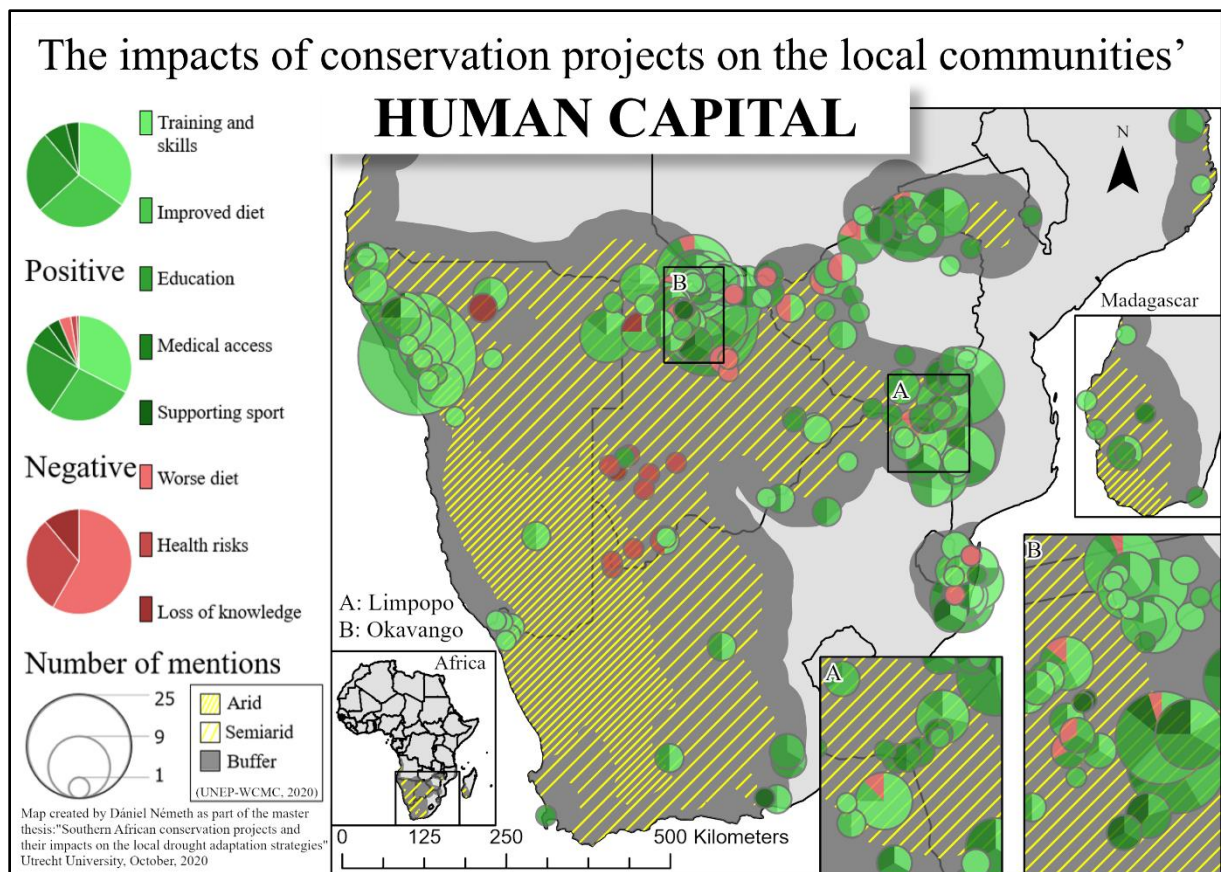 The impacts of conservation projects on the local communities'
HUMAN CAPITAL
Training and
skills
Improved diet
Positive
Education
Medical access
Supporting sport
Negative
Worse diet
Health risks
Loss of knowledge
Number of mentions
25
9
1
Arid
Semiarid
Buffer
(UNEP-WCMC, 2020)
Map created by Dániel Németh as part of the master
thesis:"Southern African conservation projects and
their impacts on the local drought adaptation strategies"
Utrecht University, October, 2020
N
B
A
Madagascar
A: Limpopo
B: Okavango
Africa
0 125 250 500 Kilometers
A
B